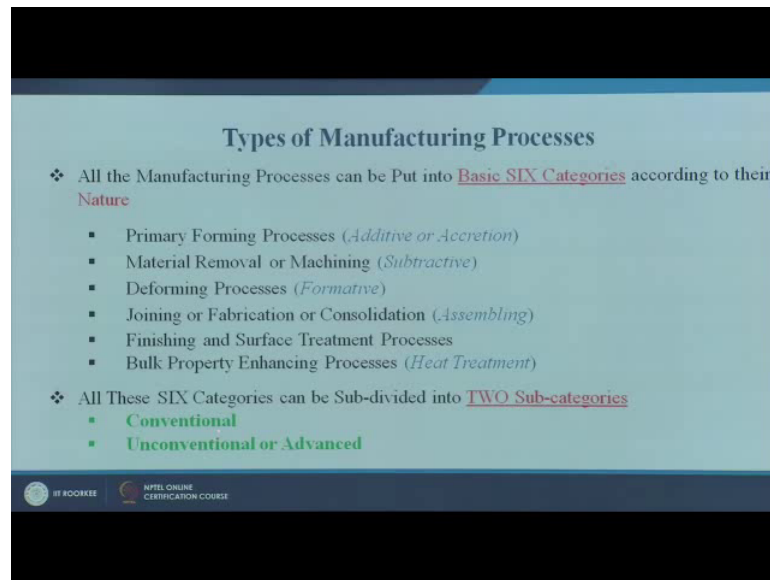 Types of Manufacturing Processes
❖ All the Manufacturing Processes can be Put into Basic SIX Categories according to their
Nature
▪ Primary Forming Processes (Additive or Accretion)
▪ Material Removal or Machining (Subtractive)
▪ Deforming Processes (Formative)
▪ Joining or Fabrication or Consolidation (Assembling)
▪ Finishing and Surface Treatment Processes
▪ Bulk Property Enhancing Processes (Heat Treatment)
❖ All These SIX Categories can be Sub-divided into TWO Sub-categories
▪ Conventional
▪ Unconventional or Advanced
IIT ROORKEE
NPTEL ONLINE
CERTIFICATION COURSE